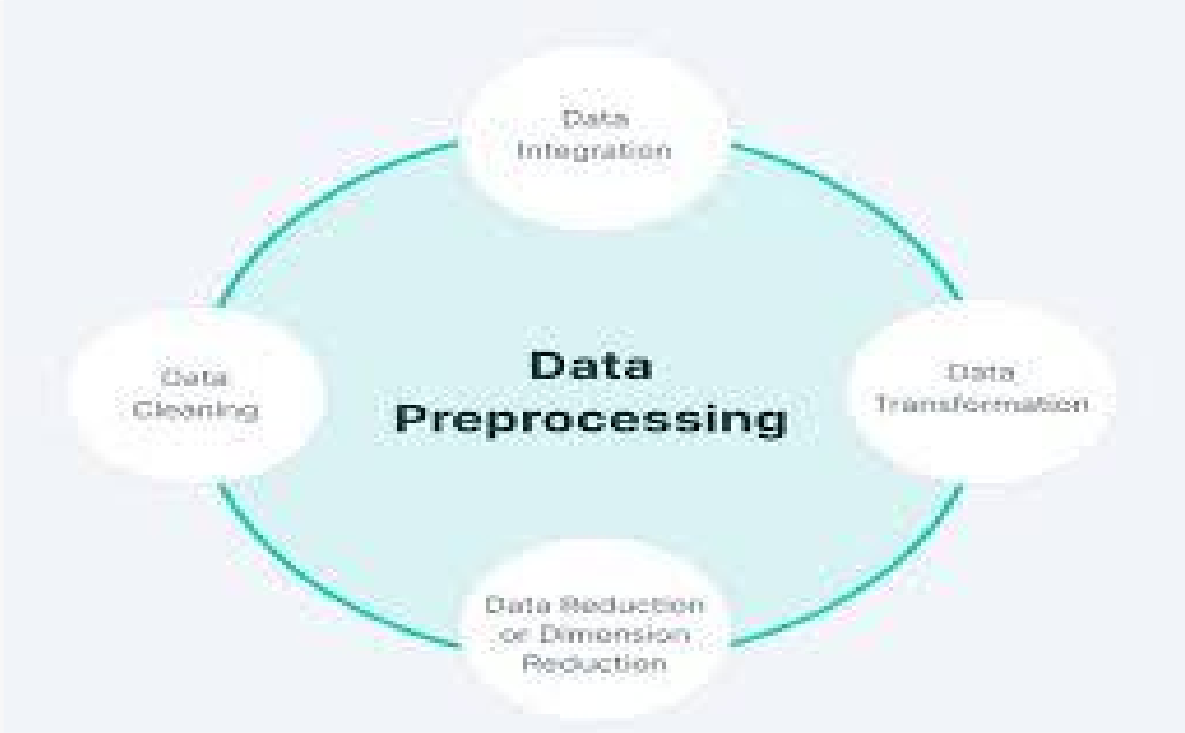 Data
Integration
Data
Cleaning
Data
Preprocessing
Data
Transformation
Data Reduction
or Dimension
Reduction